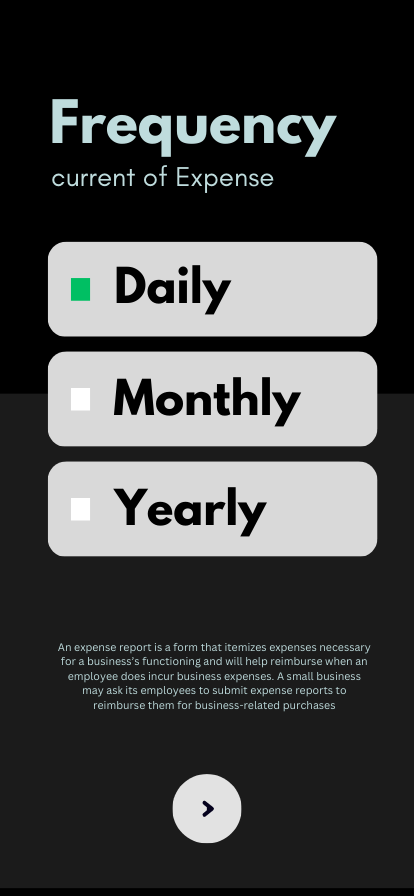 Frequency
current of Expense
Daily
Monthly
Yearly
An expense report is a form that itemizes expenses necessary
for a business's functioning and will help reimburse when an
employee does incur business expenses. A small business
may ask its employees to submit expense reports to
reimburse them for business-related purchases